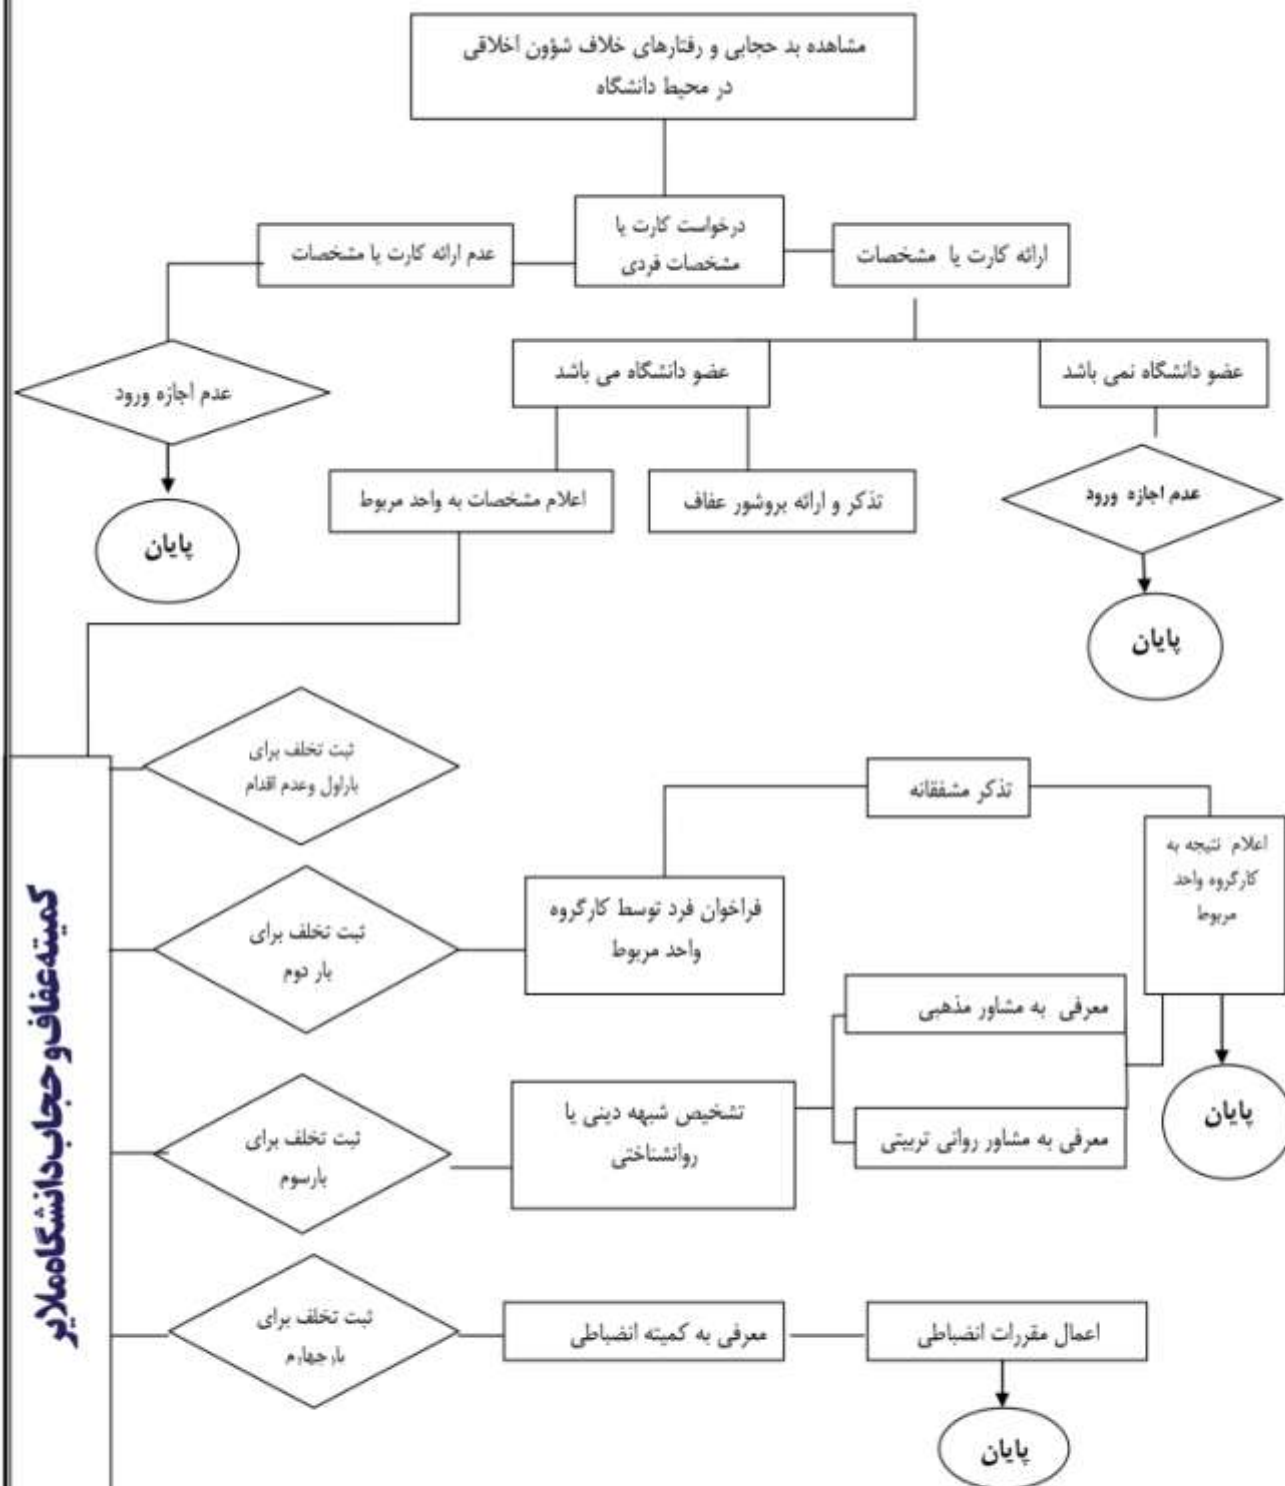 مشاهده بد حجابی و رفتارهای خلاف شؤون اخلاقی
در محیط دانشگاه
درخواست کارت یا
مشخصات فردی
ارائه کارت یا مشخصات
عدم ارائه کارت یا مشخصات
عضو دانشگاه نمی باشد
عضو دانشگاه می باشد
عدم اجازه ورود
عدم اجازه ورود
تذکر و ارائه بروشور عفاف
اعلام مشخصات به واحد مربوط
پایان
پایان
کمیته عفاف و حجاب دانشگاه ملایر
ثبت تخلف برای
باراول وعدم اقدام
تذکر مشفقانه
اعلام نتیجه به
کارگروه واحد
مربوط
ثبت تخلف برای
بار دوم
فراخوان فرد توسط کارگروه
واحد مربوط
معرفی به مشاور مذهبی
ثبت تخلف برای
بارسوم
تشخیص شبهه دینی یا
روانشناختی
معرفی به مشاور روانی تربیتی
پایان
ثبت تخلف برای
بارچهارم
معرفی به کمیته انضباطی
اعمال مقررات انضباطی
پایان